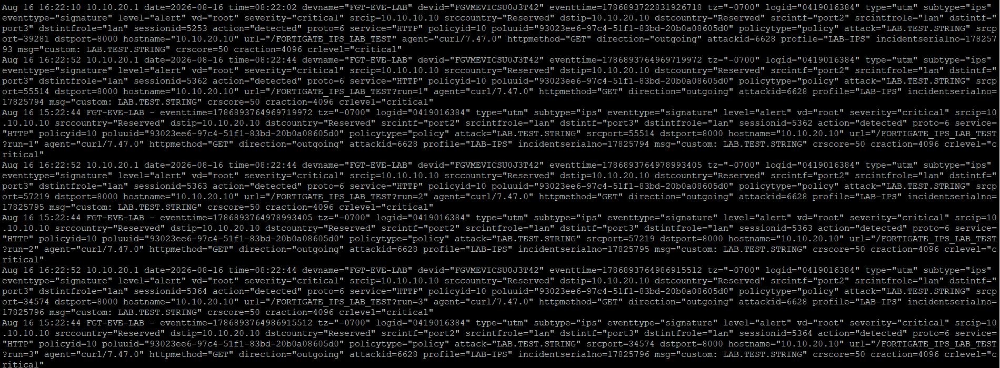 Aug 16 16:22:10 10.10.20.1 date=2026-08-16 time=08:22:02 devname="FGT-EVE-LAB" devid="FGVMEVICSU0J3T42" eventtime=1786893722831926718 tz="-0700" logid="0419016384" type="utm" subtype="ips"
eventtype="signature" level="alert" vd="root" severity="critical" srcip=10.10.10.10 srccountry="Reserved" dstip=10.10.20.10 dstcountry="Reserved" srcintf="port2" srcintfrole="lan" dstintf="
port3" dstintfrole="lan" sessionid=5253 action="detected" proto=6 service="HTTP" policyid=10 poluuid="93023ee6-97c4-51f1-83bd-20b0a08605d0" policytype="policy" attack="LAB.TEST.STRING" srcp
ort=39281 dstport=8000 hostname="10.10.20.10" url="/FORTIGATE_IPS_LAB_TEST" agent="curl/7.47.0" httpmethod="GET" direction="outgoing" attackid=6628 profile="LAB-IPS" incidentserialno=178257
93 msg="custom: LAB.TEST.STRING" crscore=50 craction=4096 crlevel="critical"
Aug 16 16:22:52 10.10.20.1 date=2026-08-16 time=08:22:44 devname="FGT-EVE-LAB" devid="FGVMEVICSU0J3T42" eventtime=1786893764969719972 tz="-0700" logid="0419016384" type="utm" subtype="ips"
eventtype="signature" level="alert" vd="root" severity="critical" srcip=10.10.10.10 srccountry="Reserved" dstip=10.10.20.10 dstcountry="Reserved" srcintf="port2" srcintfrole="lan" dstintf="
port3" dstintfrole="lan" sessionid=5362 action="detected" proto=6 service="HTTP" policyid=10 poluuid="93023ee6-97c4-51f1-83bd-20b0a08605d0" policytype="policy" attack="LAB.TEST.STRING" srcp
ort=55514 dstport=8000 hostname="10.10.20.10" url="/FORTIGATE_IPS_LAB_TEST?run=1" agent="curl/7.47.0" httpmethod="GET" direction="outgoing" attackid=6628 profile="LAB-IPS" incidentserialno=
17825794 msg="custom: LAB.TEST.STRING" crscore=50 craction=4096 crlevel="critical"
Aug 16 15:22:44 FGT-EVE-LAB - eventtime=1786893764969719972 tz="-0700" logid="0419016384" type="utm" subtype="ips" eventtype="signature" level="alert" vd="root" severity="critical" srcip=10
.10.10.10 srccountry="Reserved" dstip=10.10.20.10 dstcountry="Reserved" srcintf="port2" srcintfrole="lan" dstintf="port3" dstintfrole="lan" sessionid=5362 action="detected" proto=6 service=
"HTTP" policyid=10 poluuid="93023ee6-97c4-51f1-83bd-20b0a08605d0" policytype="policy" attack="LAB.TEST.STRING" srcport=55514 dstport=8000 hostname="10.10.20.10" url="/FORTIGATE_IPS_LAB_TEST
?run=1" agent="curl/7.47.0" httpmethod="GET" direction="outgoing" attackid=6628 profile="LAB-IPS" incidentserialno=17825794 msg="custom: LAB.TEST.STRING" crscore=50 craction=4096 crlevel="c
ritical"
Aug 16 16:22:52 10.10.20.1 date=2026-08-16 time=08:22:44 devname="FGT-EVE-LAB" devid="FGVMEVICSU0J3T42" eventtime=1786893764978993405 tz="-0700" logid="0419016384" type="utm" subtype="ips"
eventtype="signature" level="alert" vd="root" severity="critical" srcip=10.10.10.10 srccountry="Reserved" dstip=10.10.20.10 dstcountry="Reserved" srcintf="port2" srcintfrole="lan" dstintf="
port3" dstintfrole="lan" sessionid=5363 action="detected" proto=6 service="HTTP" policyid=10 poluuid="93023ee6-97c4-51f1-83bd-20b0a08605d0" policytype="policy" attack="LAB.TEST.STRING" srcp
ort=57219 dstport=8000 hostname="10.10.20.10" url="/FORTIGATE_IPS_LAB_TEST?run=2" agent="curl/7.47.0" httpmethod="GET" direction="outgoing" attackid=6628 profile="LAB-IPS" incidentserialno=
17825795 msg="custom: LAB.TEST.STRING" crscore=50 craction=4096 crlevel="critical"
Aug 16 15:22:44 FGT-EVE-LAB - eventtime=1786893764978993405 tz="-0700" logid="0419016384" type="utm" subtype="ips" eventtype="signature" level="alert" vd="root" severity="critical" srcip=10
.10.10.10 srccountry="Reserved" dstip=10.10.20.10 dstcountry="Reserved" srcintf="port2" srcintfrole="lan" dstintf="port3" dstintfrole="lan" sessionid=5363 action="detected" proto=6 service=
"HTTP" policyid=10 poluuid="93023ee6-97c4-51f1-83bd-20b0a08605d0" policytype="policy" attack="LAB.TEST.STRING" srcport=57219 dstport=8000 hostname="10.10.20.10" url="/FORTIGATE_IPS_LAB_TEST
?run=2" agent="curl/7.47.0" httpmethod="GET" direction="outgoing" attackid=6628 profile="LAB-IPS" incidentserialno=17825795 msg="custom: LAB.TEST.STRING" crscore=50 craction=4096 crlevel="c
ritical"
Aug 16 16:22:52 10.10.20.1 date=2026-08-16 time=08:22:44 devname="FGT-EVE-LAB" devid="FGVMEVICSU0J3T42" eventtime=1786893764986915512 tz="-0700" logid="0419016384" type="utm" subtype="ips"
eventtype="signature" level="alert" vd="root" severity="critical" srcip=10.10.10.10 srccountry="Reserved" dstip=10.10.20.10 dstcountry="Reserved" srcintf="port2" srcintfrole="lan" dstintf="
port3" dstintfrole="lan" sessionid=5364 action="detected" proto=6 service="HTTP" policyid=10 poluuid="93023ee6-97c4-51f1-83bd-20b0a08605d0" policytype="policy" attack="LAB.TEST.STRING" srcp
ort=34574 dstport=8000 hostname="10.10.20.10" url="/FORTIGATE_IPS_LAB_TEST?run=3" agent="curl/7.47.0" httpmethod="GET" direction="outgoing" attackid=6628 profile="LAB-IPS" incidentserialno=
17825796 msg="custom: LAB.TEST.STRING" crscore=50 craction=4096 crlevel="critical"
Aug 16 15:22:44 FGT-EVE-LAB - eventtime=1786893764986915512 tz="-0700" logid="0419016384" type="utm" subtype="ips" eventtype="signature" level="alert" vd="root" severity="critical" srcip=10
.10.10.10 srccountry="Reserved" dstip=10.10.20.10 dstcountry="Reserved" srcintf="port2" srcintfrole="lan" dstintf="port3" dstintfrole="lan" sessionid=5364 action="detected" proto=6 service=
"HTTP" policyid=10 poluuid="93023ee6-97c4-51f1-83bd-20b0a08605d0" policytype="policy" attack="LAB.TEST.STRING" srcport=34574 dstport=8000 hostname="10.10.20.10" url="/FORTIGATE_IPS_LAB_TEST
?run=3" agent="curl/7.47.0" httpmethod="GET" direction="outgoing" attackid=6628 profile="LAB-IPS" incidentserialno=17825796 msg="custom: LAB.TEST.STRING" crscore=50 craction=4096 crlevel="c
ritical"